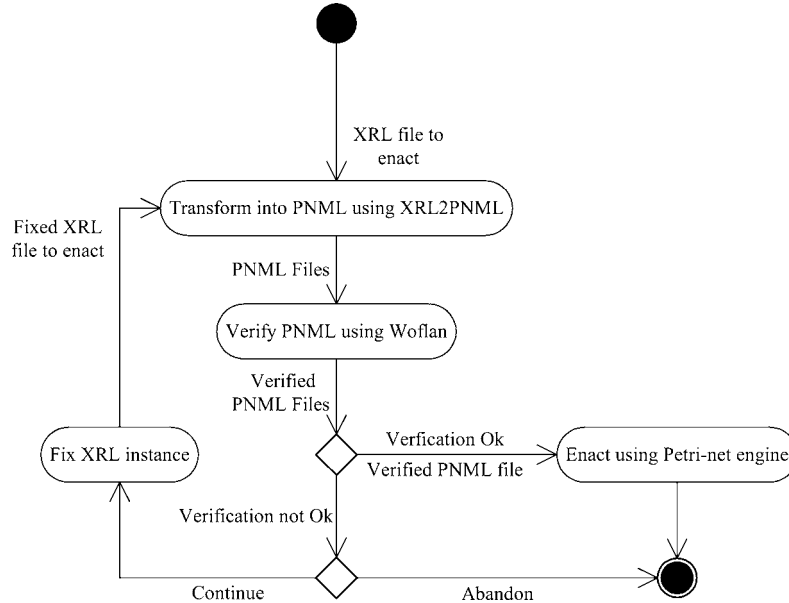 XRL file to
enact
Transform into PNML using XRL2PNML
Fixed XRL
file to enact
PNML Files
Verify PNML using Woflan
Verified
PNML Files
Verfication Ok
Verified PNML file
Enact using Petri-net engine
Fix XRL instance
Verification not Ok
Continue
Abandon